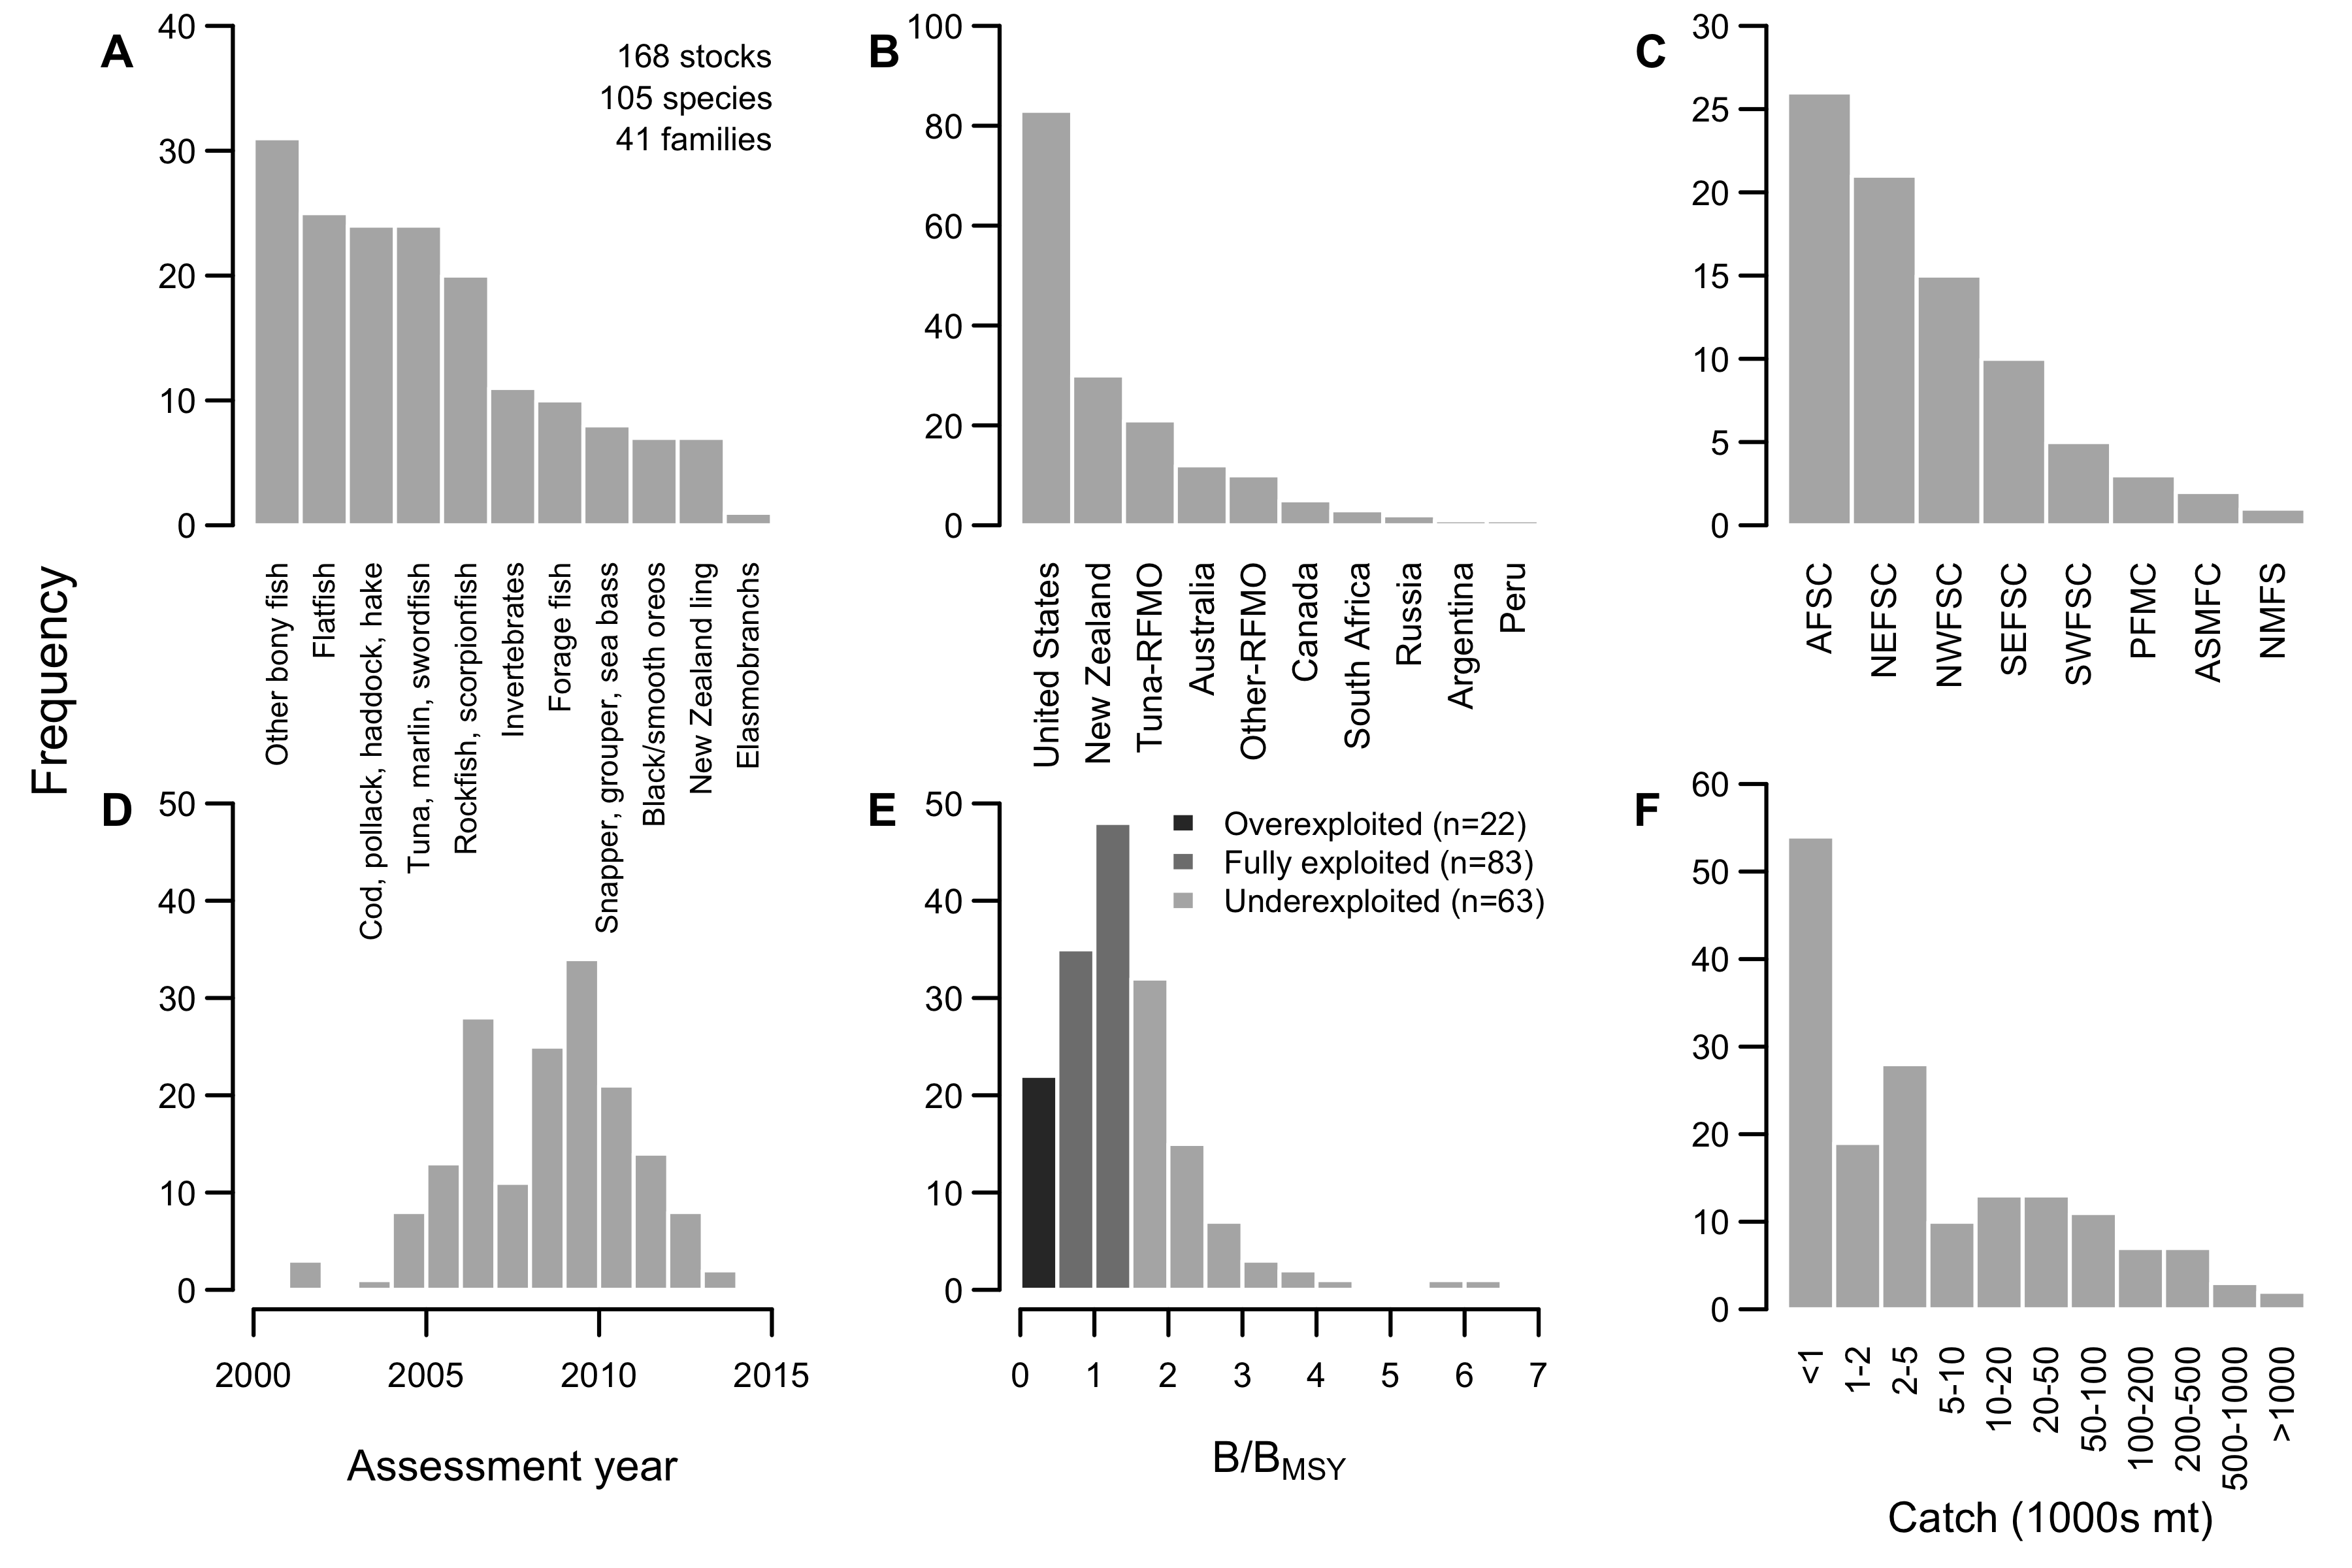 Frequency
A
40
30
20
10
0
168 stocks
105 species
41 families
Other bony fish
Flatfish
Cod, pollack, haddock, hake
Tuna, marlin, swordfish
Rockfish, scorpionfish
Invertebrates
Forage fish
Snapper, grouper, sea bass
Black/smooth oreos
New Zealand ling
Elasmobranchs
B
100
80
60
40
20
0
United States
New Zealand
Tuna-RFMO
Australia
Other-RFMO
Canada
South Africa
Russia
Argentina
Peru
C
30
25
20
15
10
5
0
AFSC
NEFSC
NWFSC
SEFSC
SWFSC
PFMC
ASMFC
NMFS
D
50
40
30
20
10
0
2000
2005
2010
2015
Assessment year
E
50
40
30
20
10
0
Overexploited (n=22)
Fully exploited (n=83)
Underexploited (n=63)
0
1
2
3
4
5
6
7
B/BMSY
F
60
50
40
30
20
10
0
<1
1-2
2-5
5-10
10-20
20-50
50-100
100-200
200-500
500-1000
>1000
Catch (1000s mt)